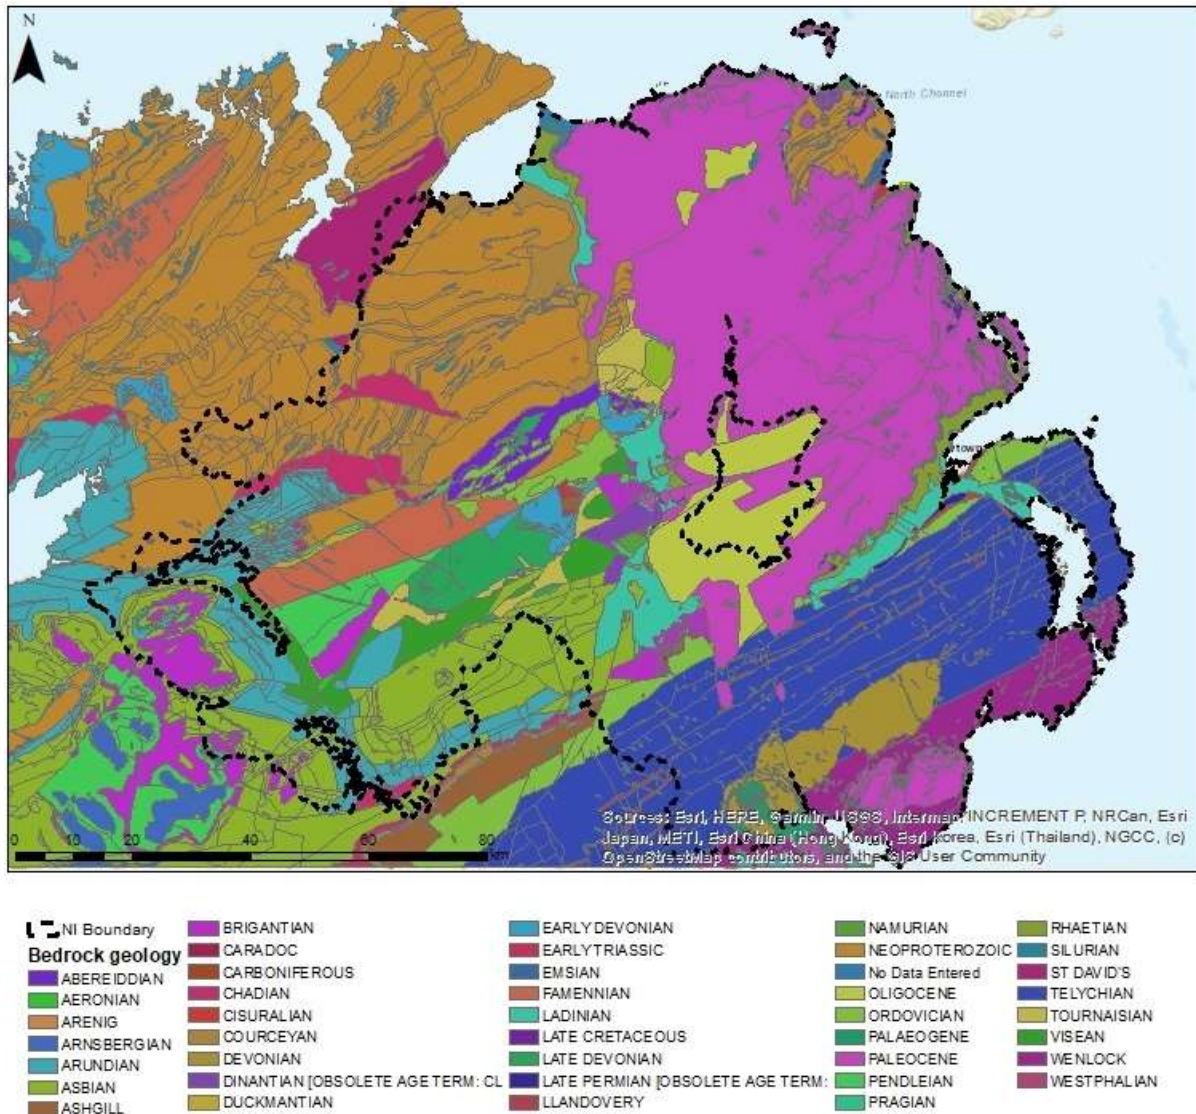 N
North Channel
rtown
Sources: Esri, HERE, Garmin, USGS, Intermap, INCREMENT P, NRCan, Esri
Japan, METI, Esri China (Hong Kong), Esri Korea, Esri (Thailand), NGCC, (c)
OpenStreetMap contributors, and the GIS User Community
0 10 20 40 60 80
km
NI Boundary
Bedrock geology
ABEREIDDIAN
AERONIAN
ARENIG
ARNSBERGIAN
ARUNDIAN
ASBIAN
ASHGILL
BRIGANTIAN
CARADOC
CARBONIFEROUS
CHADIAN
CISURALIAN
COURCEYAN
DEVONIAN
DINANTIAN [OBSOLETE AGE TERM: CL
DUCKMANTIAN
EARLY DEVONIAN
EARLY TRIASSIC
EMSIAN
FAMENNIAN
LADINIAN
LATE CRETACEOUS
LATE DEVONIAN
LATE PERMIAN [OBSOLETE AGE TERM:
LLANDOVERY
NAMURIAN
NEOPROTEROZOIC
No Data Entered
OLIGOCENE
ORDOVICIAN
PALAEOGENE
PALEOCENE
PENDLEIAN
PRAGIAN
RHAETIAN
SILURIAN
ST DAVID'S
TELYCHIAN
TOURNAISIAN
VISEAN
WENLOCK
WESTPHALIAN